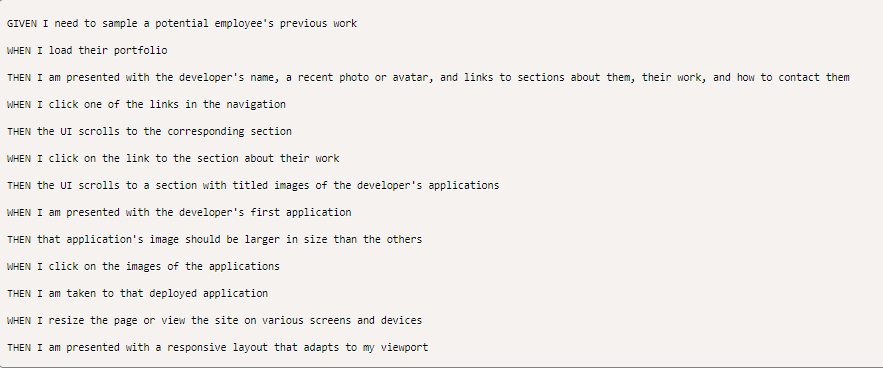 GIVEN I need to sample a potential employee's previous work
WHEN I load their portfolio
THEN I am presented with the developer's name, a recent photo or avatar, and links to sections about them, their work, and how to contact them
WHEN I click one of the links in the navigation
THEN the UI scrolls to the corresponding section
WHEN I click on the link to the section about their work
THEN the UI scrolls to a section with titled images of the developer's applications
WHEN I am presented with the developer's first application
THEN that application's image should be larger in size than the others
WHEN I click on the images of the applications
THEN I am taken to that deployed application
WHEN I resize the page or view the site on various screens and devices
THEN I am presented with a responsive layout that adapts to my viewport